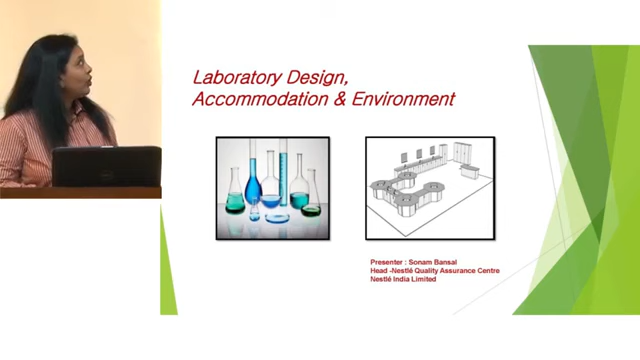 Laboratory Design,
Accommodation & Environment
Presenter : Sonam Bansal
Head -Nestlé Quality Assurance Centre
Nestlé India Limited